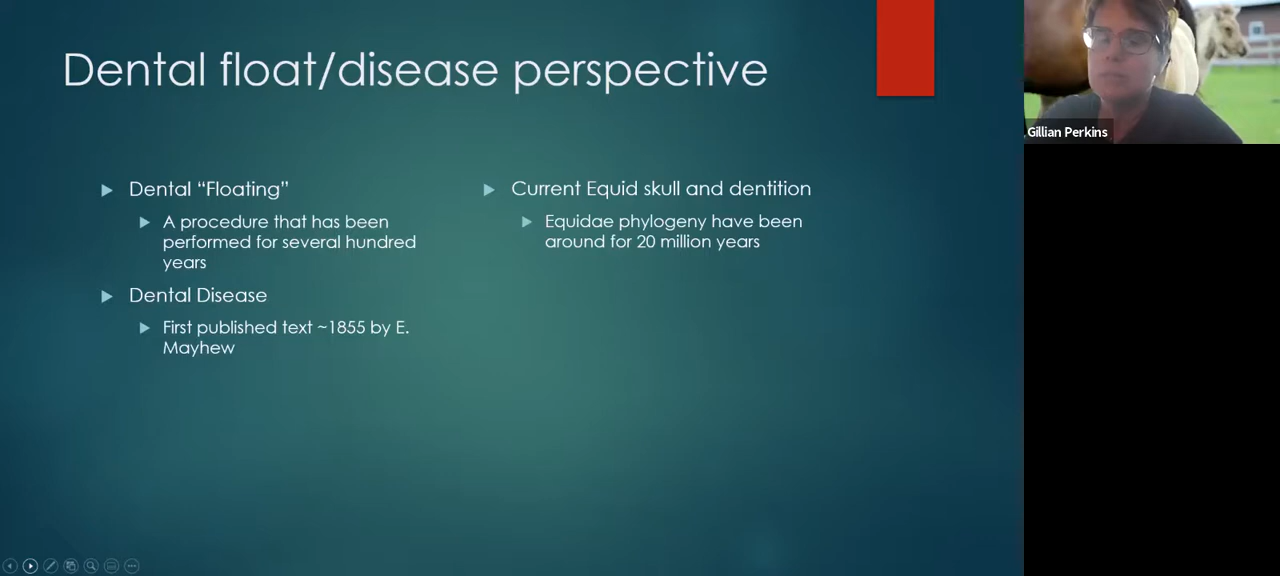 Dental float/disease perspective
Dental “Floating”
A procedure that has been
performed for several hundred
years
Dental Disease
First published text ~1855 by E.
Mayhew
Current Equid skull and dentition
Equidae phylogeny have been
around for 20 million years
Gillian Perkins